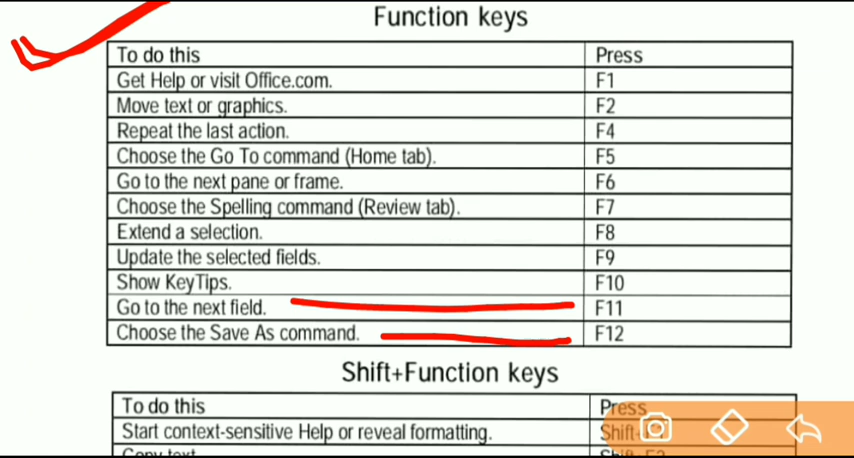 Function keys
To do this Press
Get Help or visit Office.com. F1
Move text or graphics. F2
Repeat the last action. F4
Choose the Go To command (Home tab). F5
Go to the next pane or frame. F6
Choose the Spelling command (Review tab). F7
Extend a selection. F8
Update the selected fields. F9
Show KeyTips. F10
Go to the next field. F11
Choose the Save As command. F12
Shift+Function keys
To do this Press
Start context-sensitive Help or reveal formatting. Shift+
Copy text